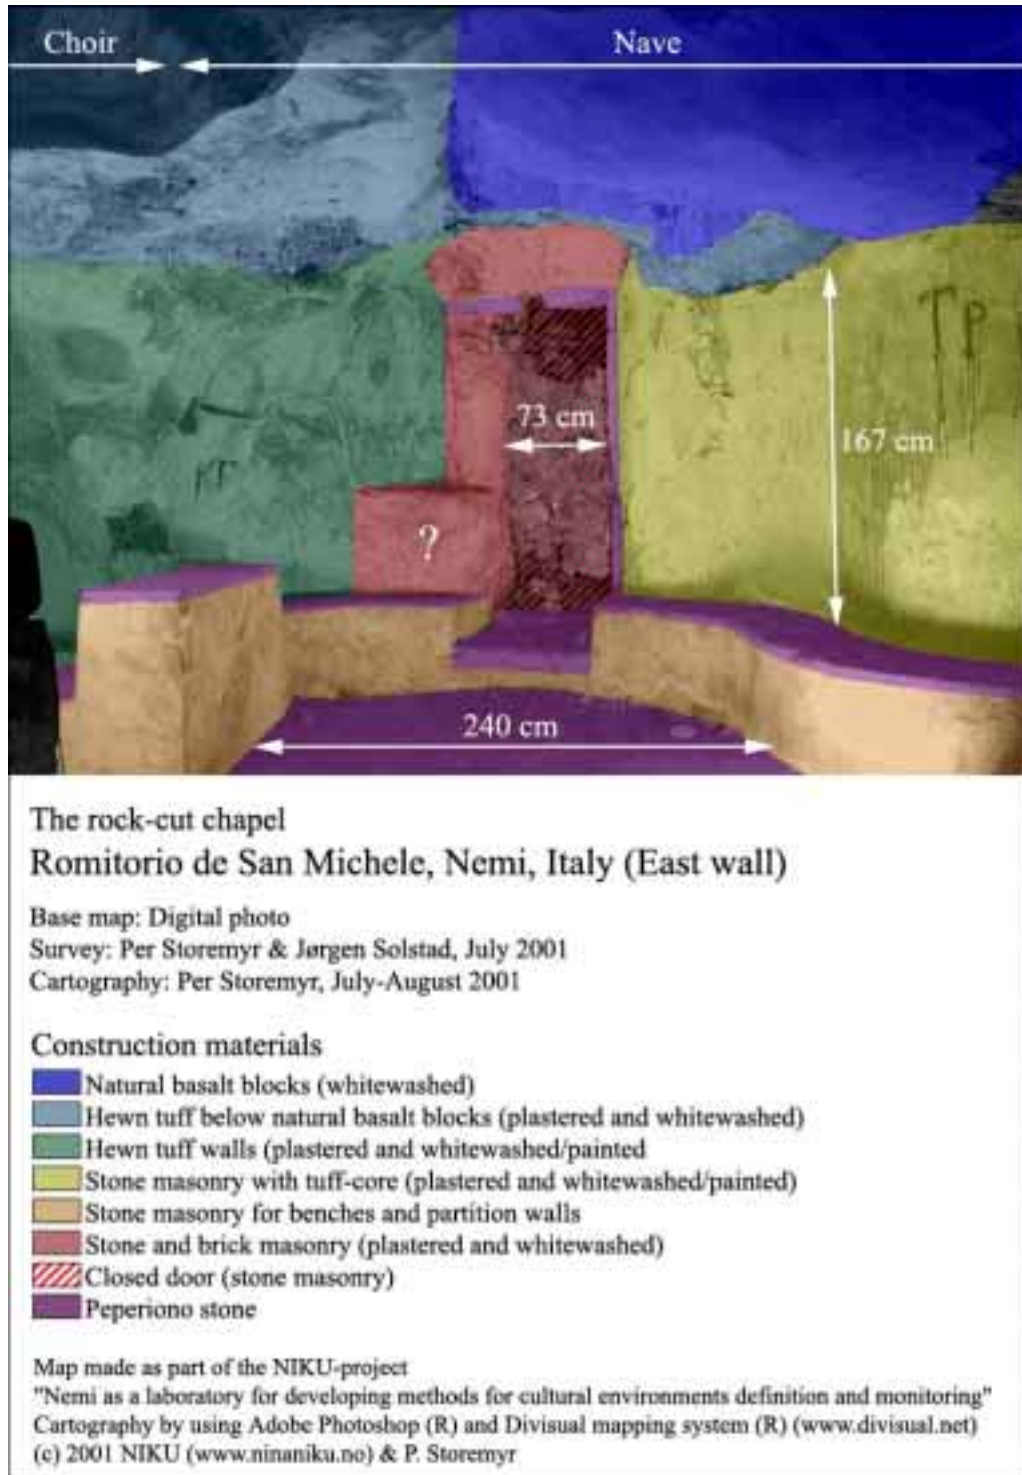 Choir
Nave
TP
73 cm
167 cm
?
240 cm
The rock-cut chapel
Romitorio de San Michele, Nemi, Italy (East wall)
Base map: Digital photo
Survey: Per Storemyr & Jørgen Solstad, July 2001
Cartography: Per Storemyr, July-August 2001
Construction materials
Natural basalt blocks (whitewashed)
Hewn tuff below natural basalt blocks (plastered and whitewashed)
Hewn tuff walls (plastered and whitewashed/painted
Stone masonry with tuff-core (plastered and whitewashed/painted)
Stone masonry for benches and partition walls
Stone and brick masonry (plastered and whitewashed)
Closed door (stone masonry)
Peperiono stone
Map made as part of the NIKU-project
"Nemi as a laboratory for developing methods for cultural environments definition and monitoring"
Cartography by using Adobe Photoshop (R) and Divisual mapping system (R) (www.divisual.net)
(c) 2001 NIKU (www.ninaniku.no) & P. Storemyr